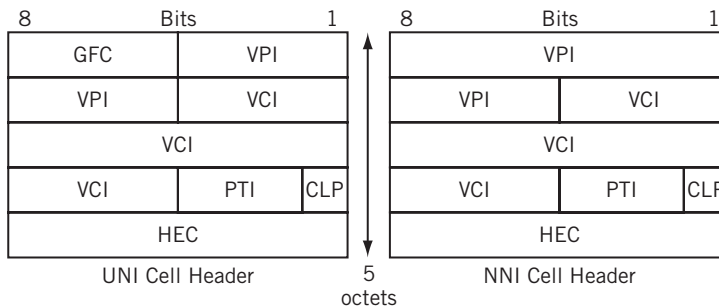 8 Bits 1
GFC VPI
VPI VCI
VCI
VCI PTI CLP
HEC
UNI Cell Header
5
octets
8 Bits 1
VPI
VPI VCI
VCI
VCI PTI CLP
HEC
NNI Cell Header